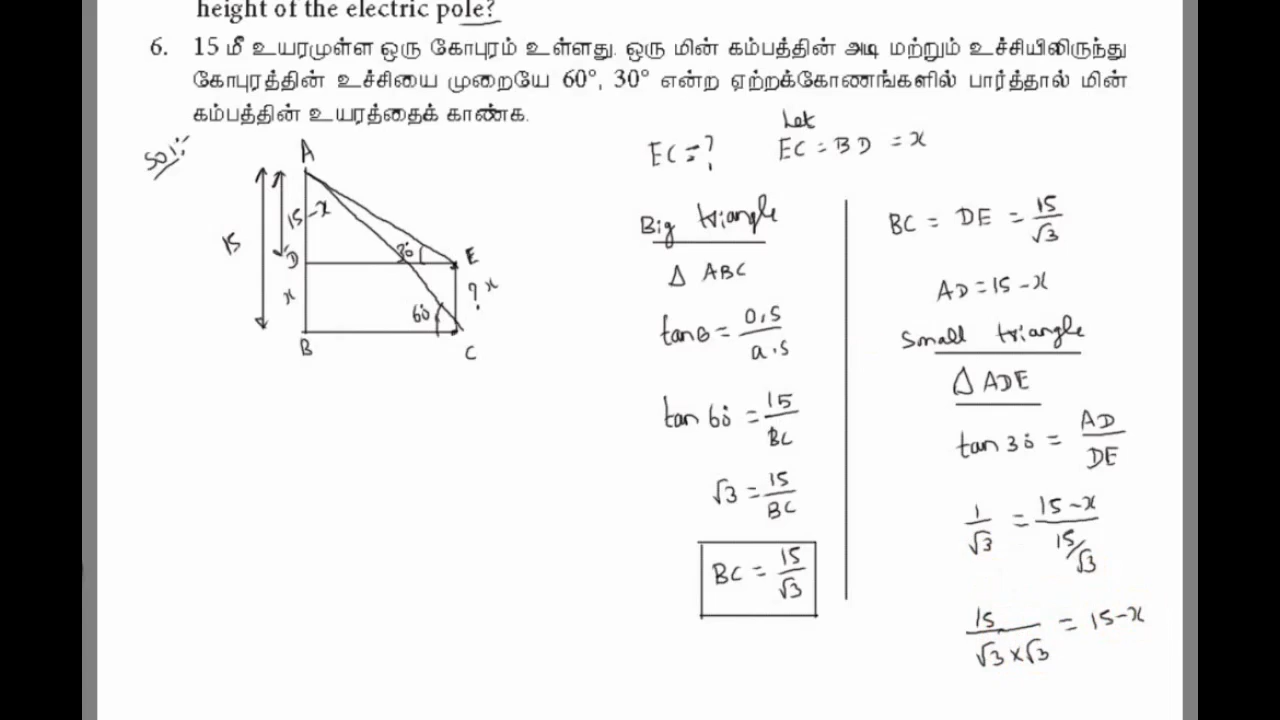 height of the electric pole?
6. 15 மீ உயரமுள்ள ஒரு கோபுரம் உள்ளது. ஒரு மின் கம்பத்தின் அடி மற்றும் உச்சியிலிருந்து
கோபுரத்தின் உச்சியை முறையே 60°, 30° என்ற ஏற்றக்கோணங்களில் பார்த்தால் மின்
கம்பத்தின் உயரத்தைக் காண்க.
Sol:-
A
15-x
15
D
30°
E
x
? x
60°
B
C
EC = ?
Let
EC = BD = x
Big triangle
Δ ABC
tanθ = o.s/a.s
tan 60° = 15/BC
√3 = 15/BC
BC = 15/√3
BC = DE = 15/√3
AD = 15-x
Small triangle
Δ ADE
tan 30° = AD/DE
1/√3 = 15-x/15/√3
15/√3×√3 = 15-x